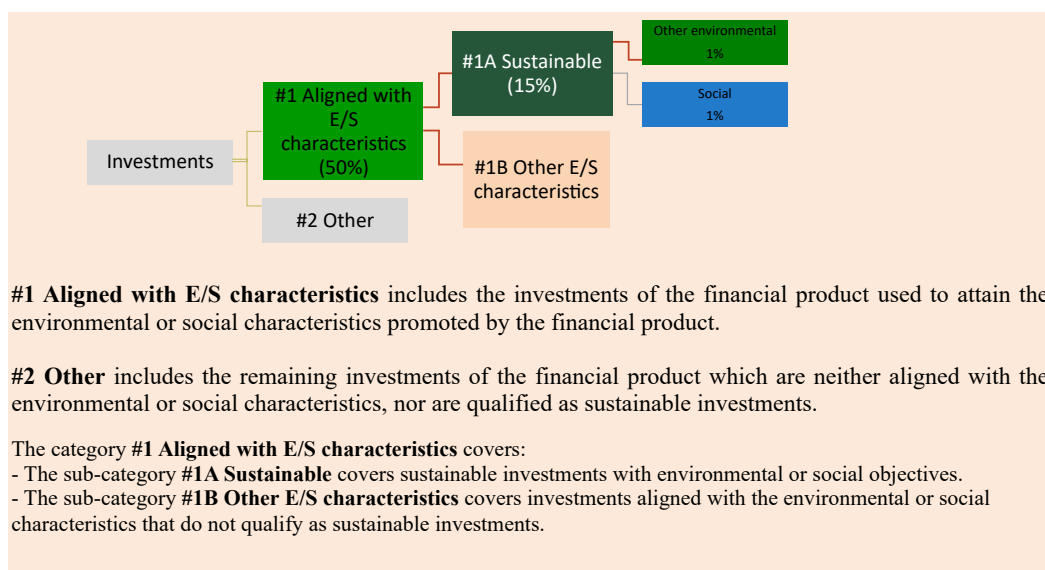 Other environmental
1%
#1A Sustainable
(15%)
Social
1%
#1 Aligned with
E/S
characteristics
(50%)
Investments
#1B Other E/S
characteristics
#2 Other
#1 Aligned with E/S characteristics includes the investments of the financial product used to attain the
environmental or social characteristics promoted by the financial product.
#2 Other includes the remaining investments of the financial product which are neither aligned with the
environmental or social characteristics, nor are qualified as sustainable investments.
The category #1 Aligned with E/S characteristics covers:
- The sub-category #1A Sustainable covers sustainable investments with environmental or social objectives.
- The sub-category #1B Other E/S characteristics covers investments aligned with the environmental or social
characteristics that do not qualify as sustainable investments.